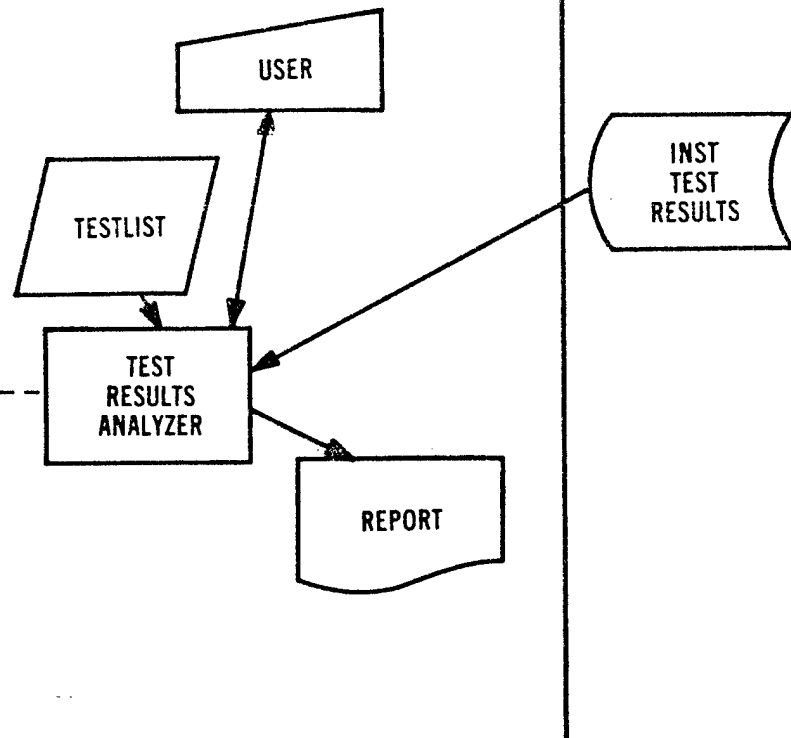 USER
INST
TEST
RESULTS
TESTLIST
TEST
RESULTS
ANALYZER
REPORT